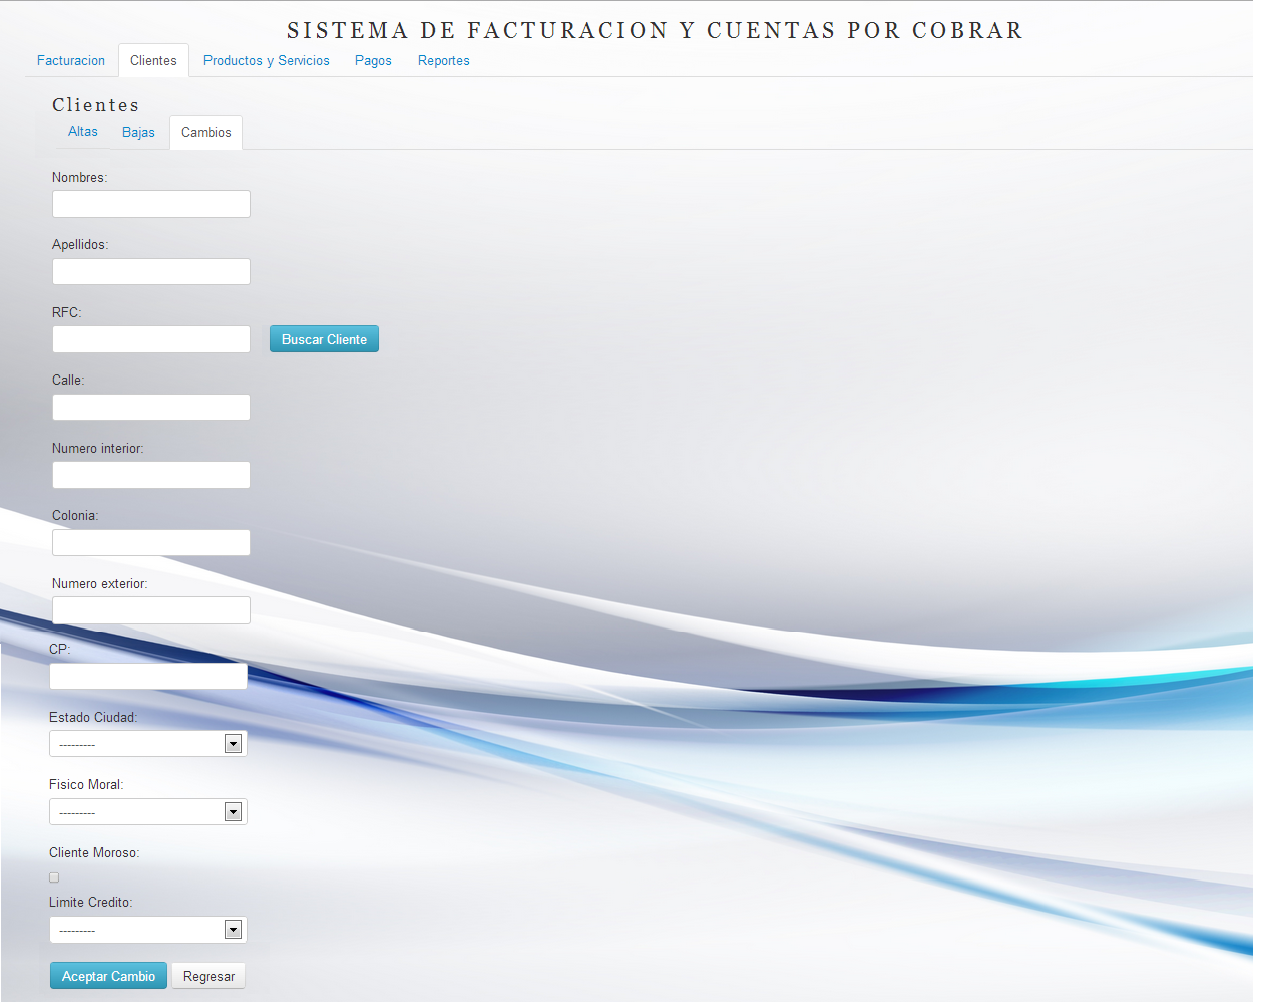 SISTEMA DE FACTURACION Y CUENTAS POR COBRAR
Facturacion Clientes Productos y Servicios Pagos Reportes
Clientes
Altas Bajas Cambios
Nombres:
Apellidos:
RFC:
Buscar Cliente
Calle:
Numero interior:
Colonia:
Numero exterior:
CP:
Estado Ciudad:
---------
Fisico Moral:
---------
Cliente Moroso:
Limite Credito:
---------
Aceptar Cambio Regresar